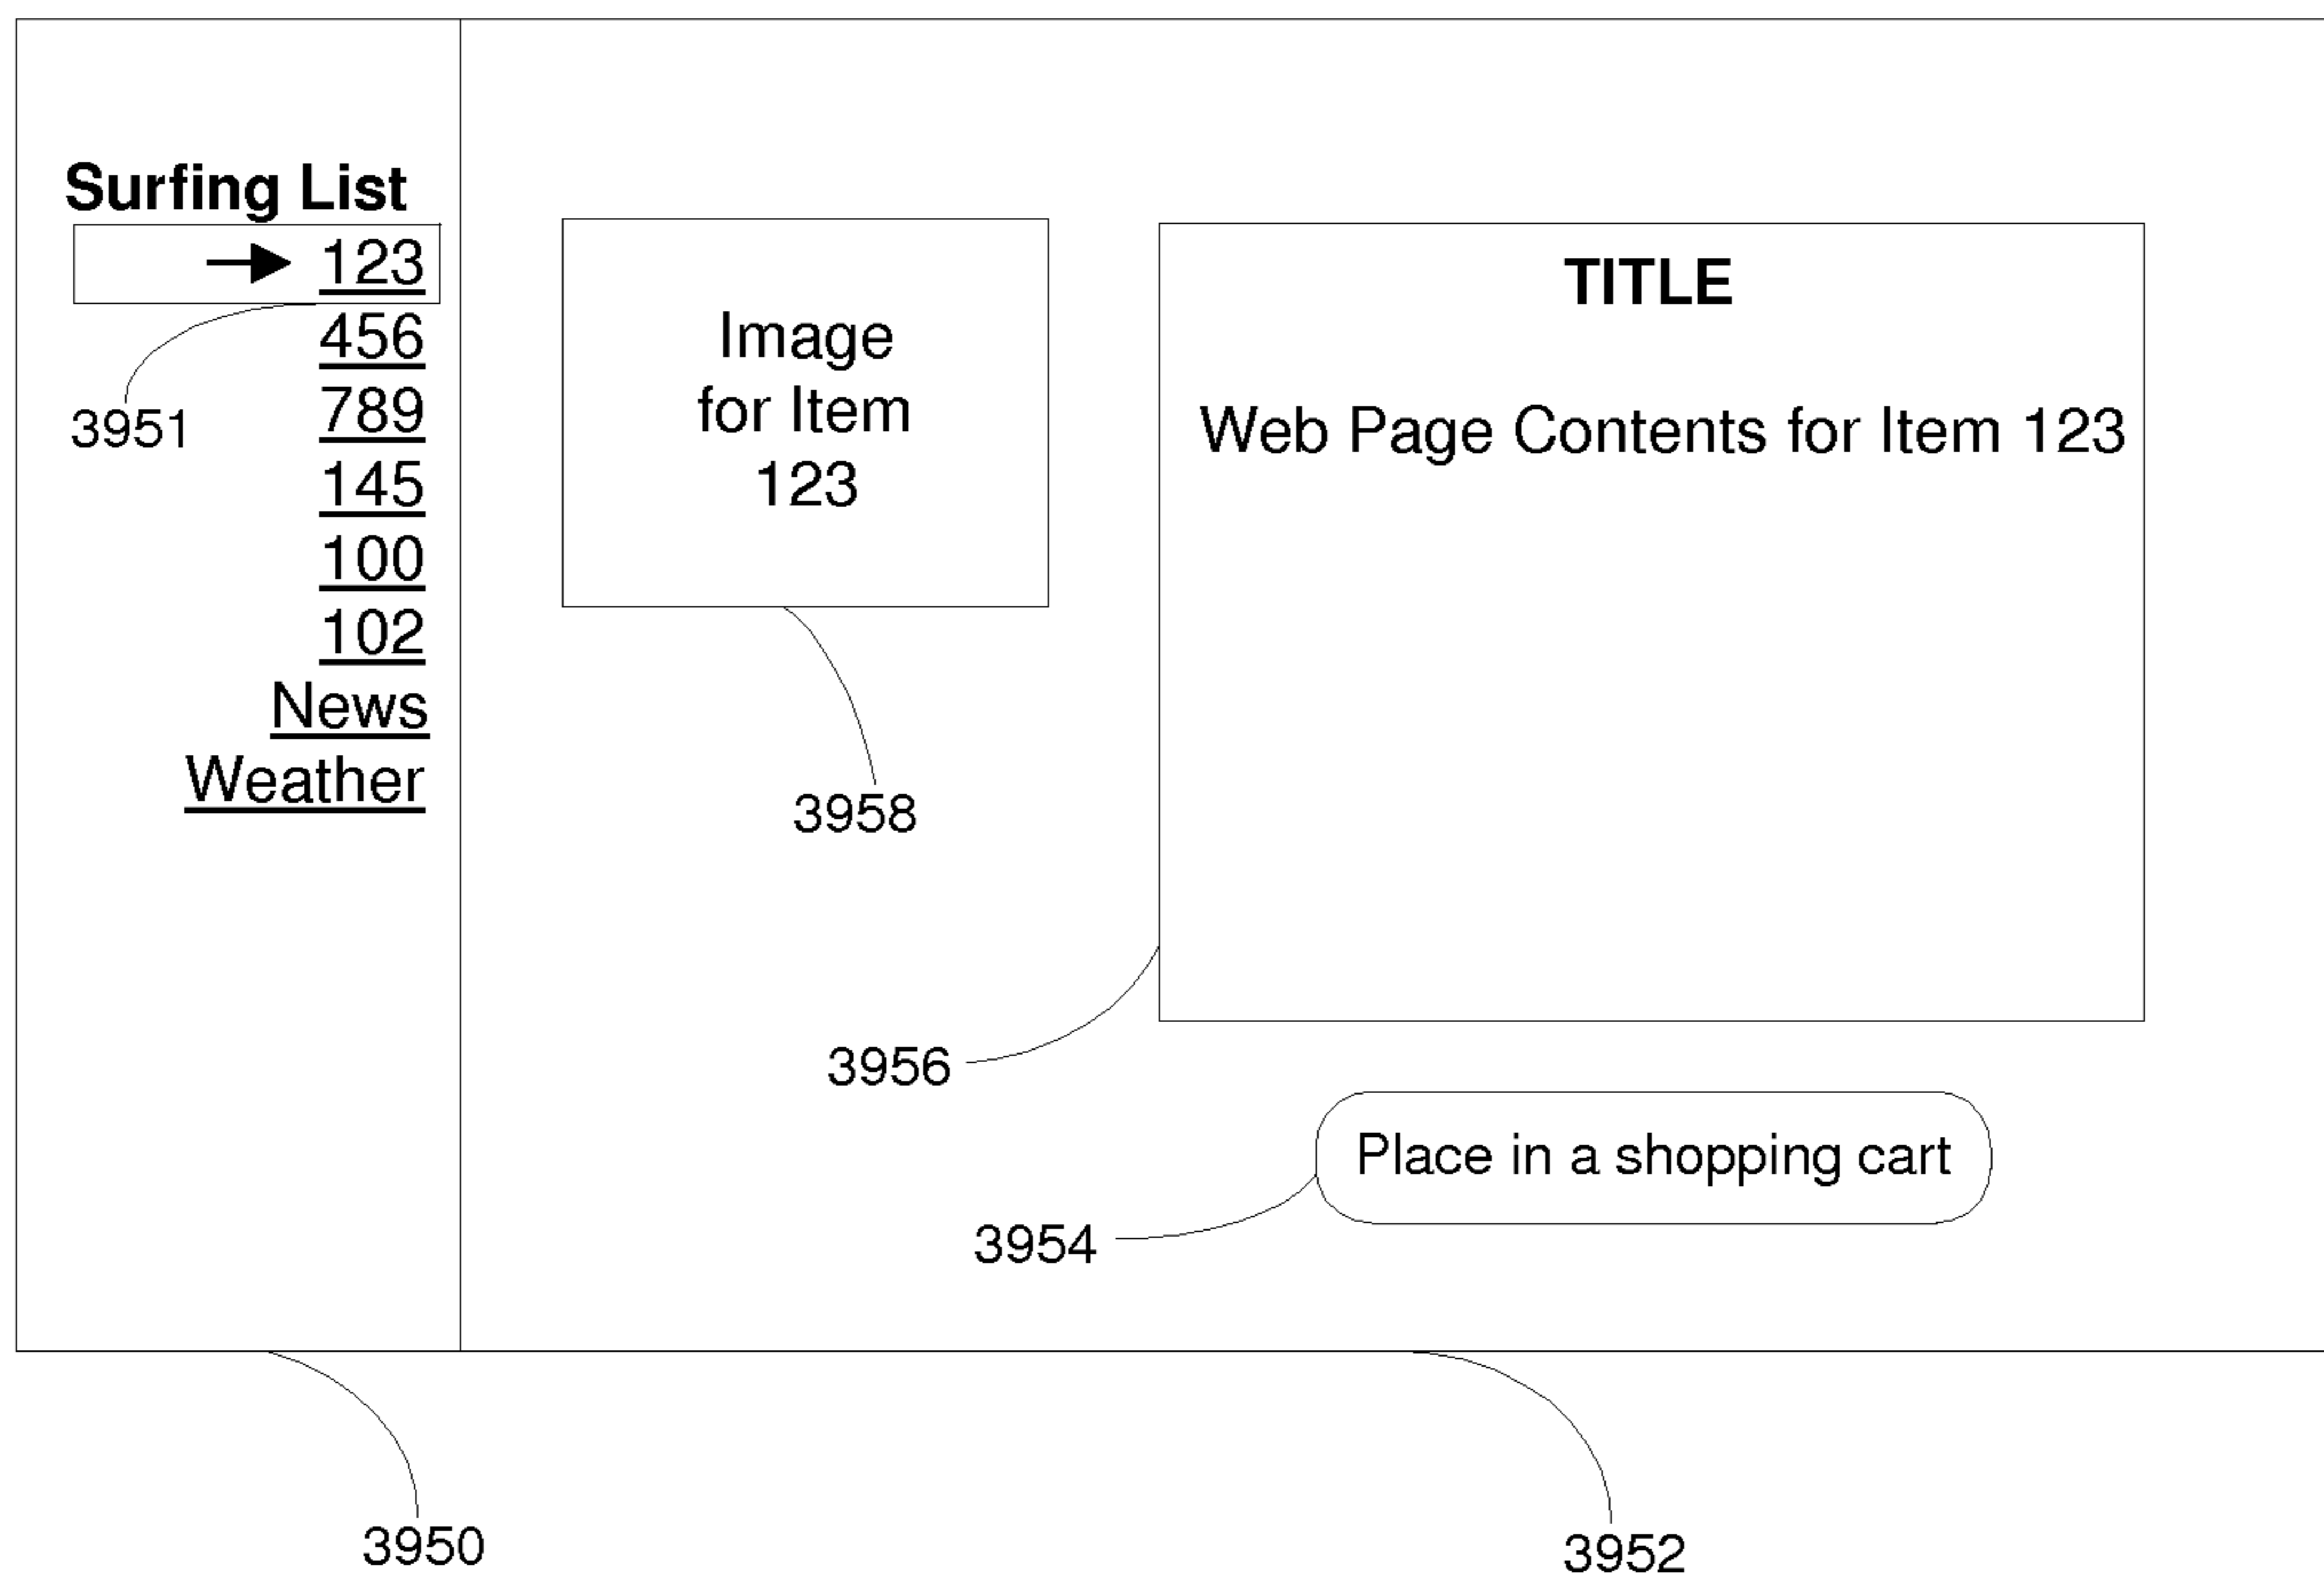 Surfing List
123
456
789
145
100
102
News
Weather
3951
Image
for Item
123
3958
TITLE
Web Page Contents for Item 123
3956
Place in a shopping cart
3954
3950
3952